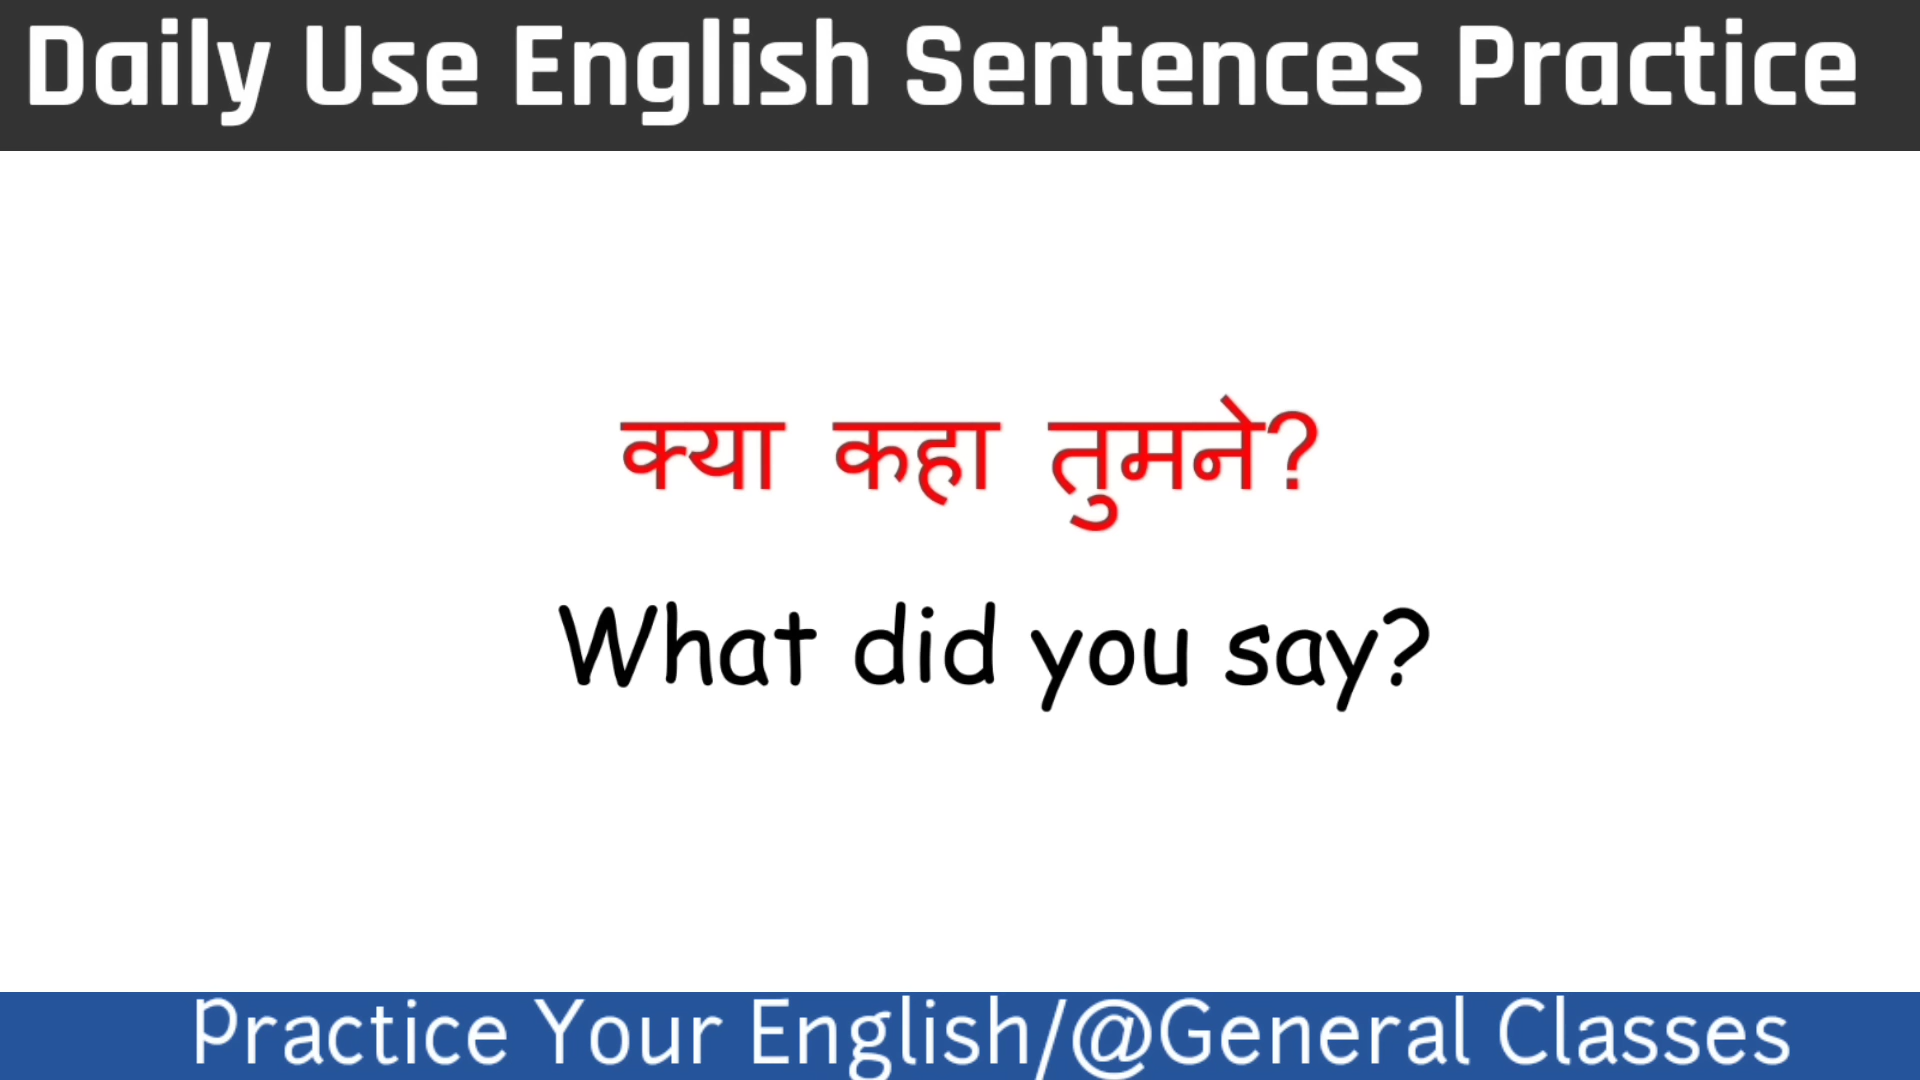 Daily Use English Sentences Practice
क्या कहा तुमने?
What did you say?
Practice Your English/@General Classes